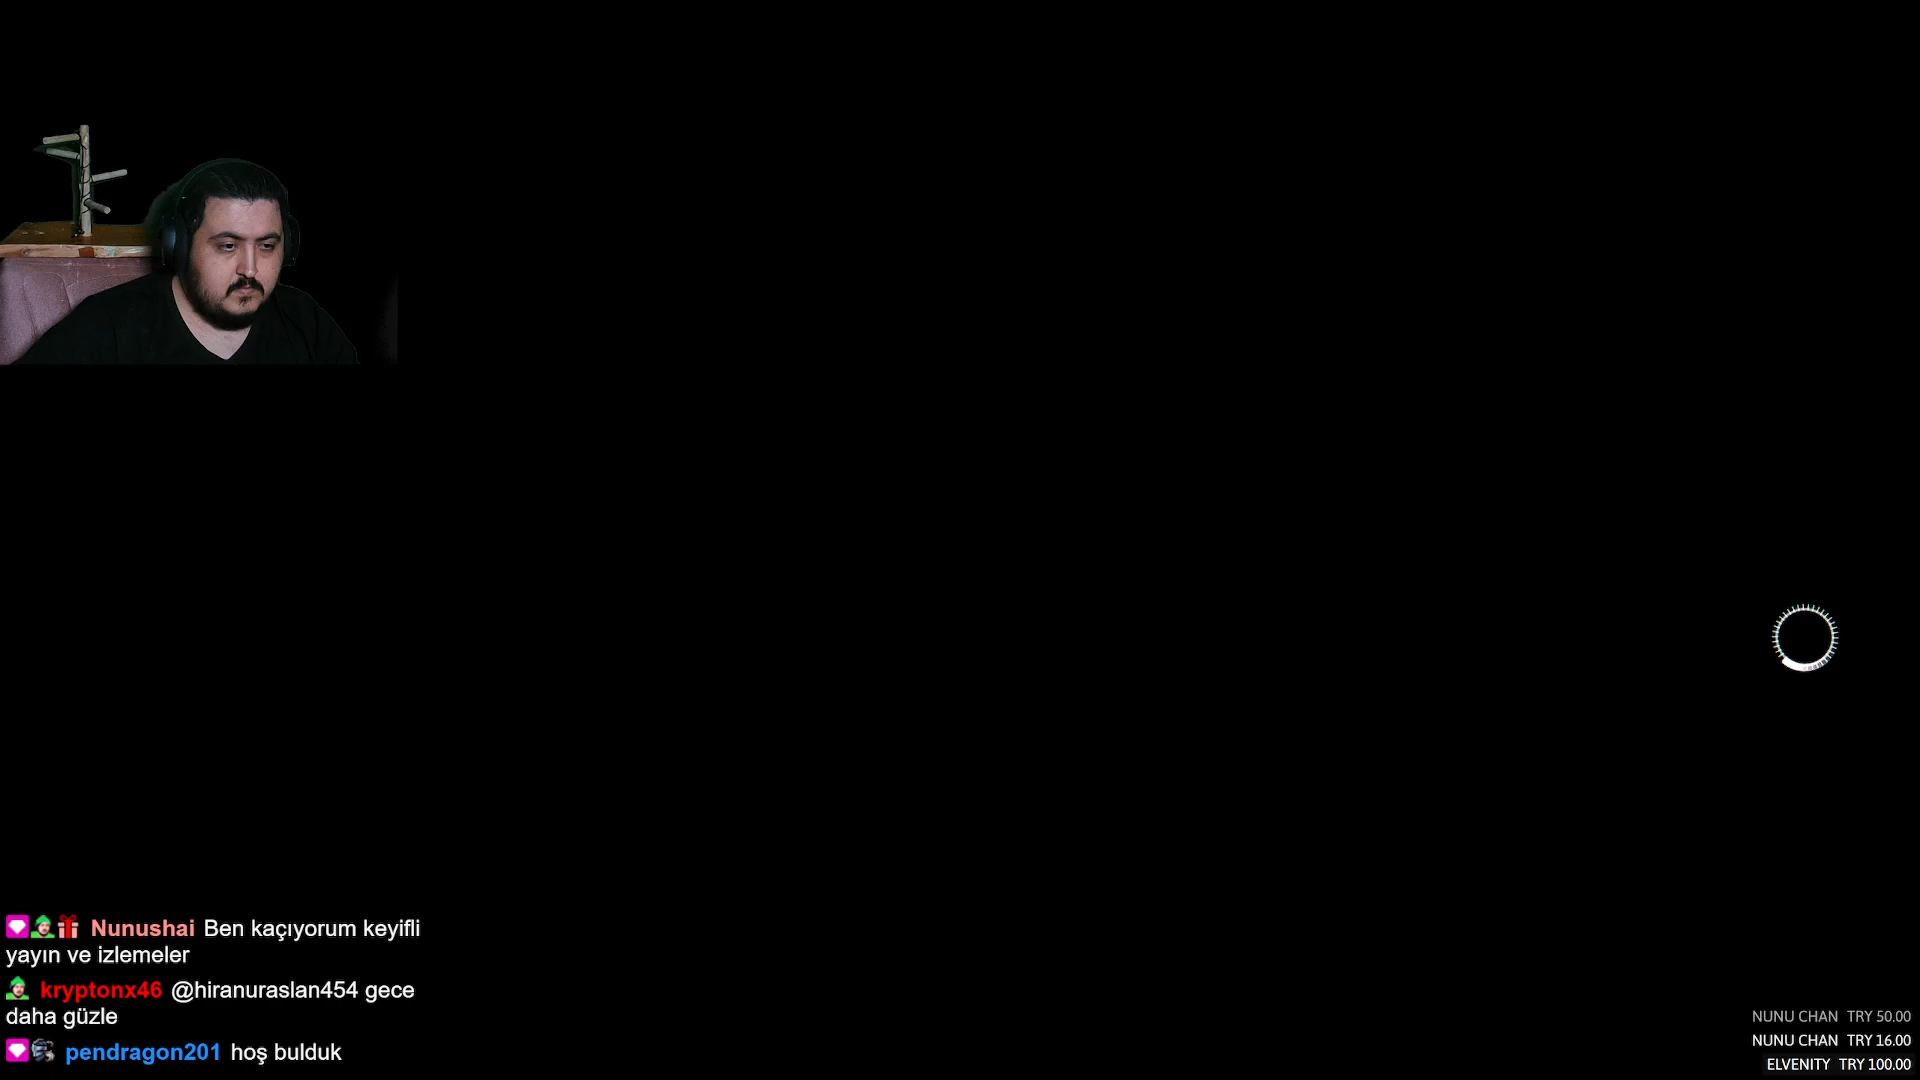 Nunushai Ben kaçıyorum keyifli
yayın ve izlemeler
kryptonx46 @hiranuraslan454 gece
daha güzle
pendragon201 hoş bulduk
NUNU CHAN TRY 50.00
NUNU CHAN TRY 16.00
ELVENITY TRY 100.00